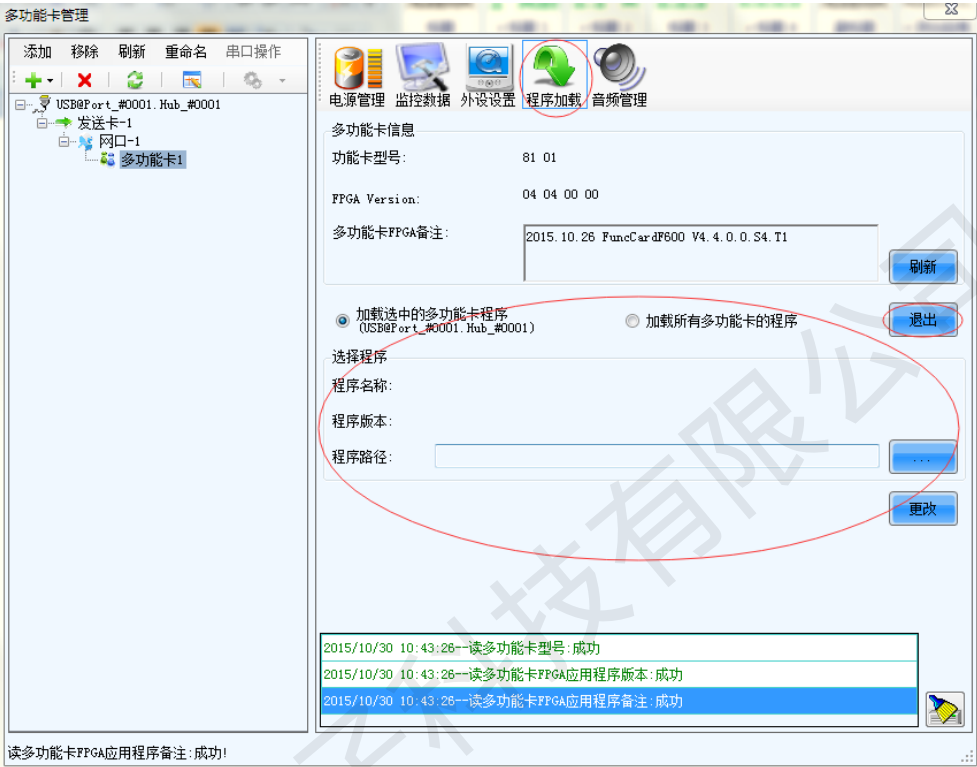 多功能卡管理
添加 移除 刷新 重命名 串口操作
USB@Port_#0001.Hub_#0001
发送卡-1
网口-1
多功能卡1
电源管理 监控数据 外设设置 程序加载 音频管理
多功能卡信息
功能卡型号: 81 01
FPGA Version: 04 04 00 00
多功能卡FPGA备注: 2015.10.26 FuncCardF600 V4.4.0.0.S4.T1
刷新
加载选中的多功能卡程序
(USB@Port_#0001.Hub_#0001)
加载所有多功能卡的程序
退出
选择程序
程序名称:
程序版本:
程序路径:
...
更改
2015/10/30 10:43:26--读多功能卡型号:成功
2015/10/30 10:43:26--读多功能卡FPGA应用程序版本:成功
2015/10/30 10:43:26--读多功能卡FPGA应用程序备注:成功
读多功能卡FPGA应用程序备注:成功!
科技有限公司